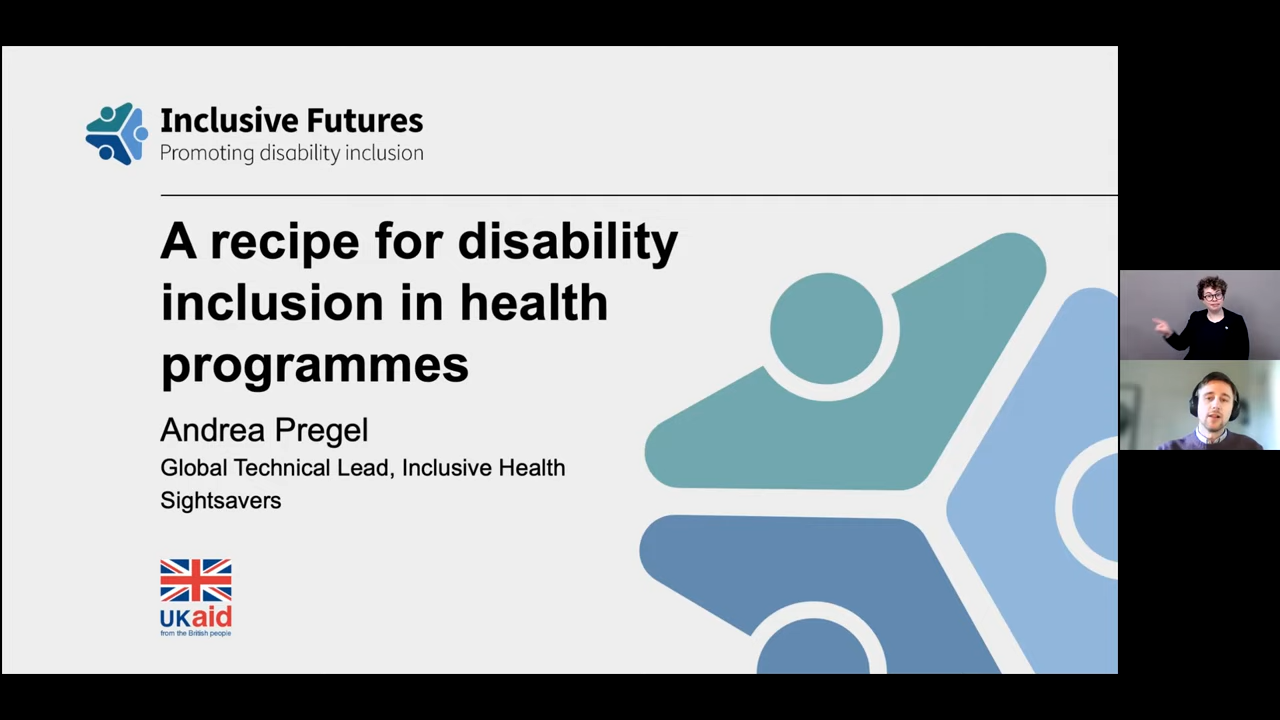 Inclusive Futures
Promoting disability inclusion
A recipe for disability
inclusion in health
programmes
Andrea Pregel
Global Technical Lead, Inclusive Health
Sightsavers
UKaid
from the British people